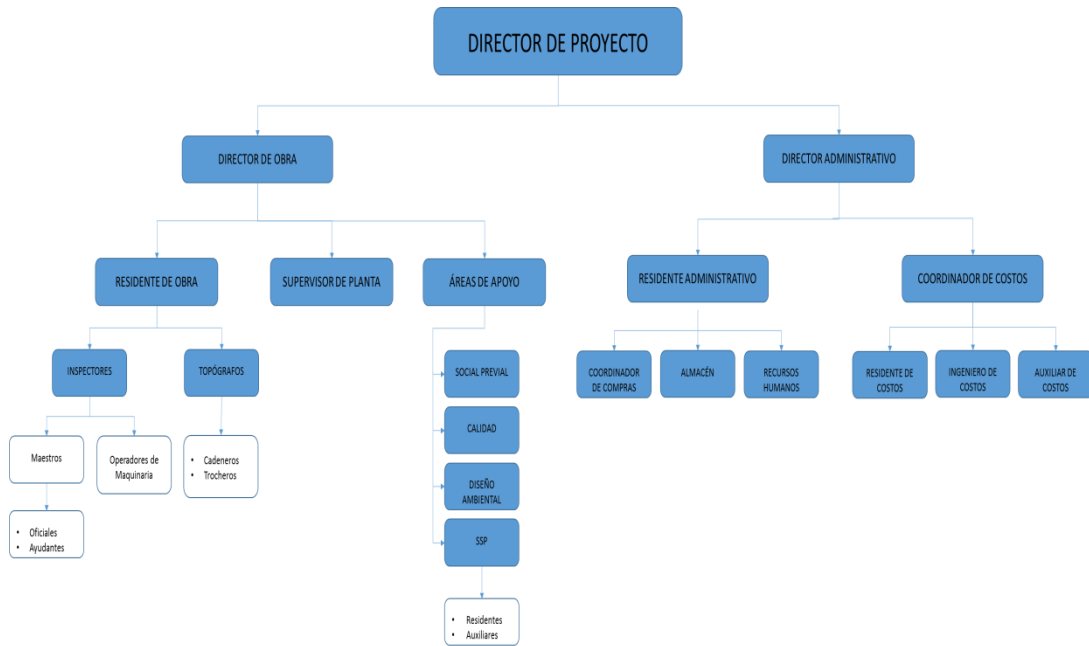 DIRECTOR DE PROYECTO
DIRECTOR DE OBRA
DIRECTOR ADMINISTRATIVO
RESIDENTE DE OBRA
SUPERVISOR DE PLANTA
ÁREAS DE APOYO
RESIDENTE ADMINISTRATIVO
COORDINADOR DE COSTOS
INSPECTORES
TOPÓGRAFOS
SOCIAL PREVIAL
COORDINADOR
DE COMPRAS
ALMACÉN
RECURSOS
HUMANOS
RESIDENTE DE
COSTOS
INGENIERO DE
COSTOS
AUXILIAR DE
COSTOS
Maestros
Operadores de
Maquinaria
• Cadeneros
• Trocheros
CALIDAD
DISEÑO
AMBIENTAL
• Oficiales
• Ayudantes
SSP
• Residentes
• Auxiliares